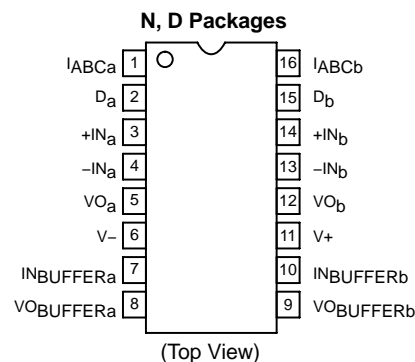 N, D Packages
IABCa 1 16 IABCb
Da 2 15 Db
+INa 3 14 +INb
−INa 4 13 −INb
VOa 5 12 VOb
V− 6 11 V+
INBUFFERa 7 10 INBUFFERb
VOBUFFERa 8 9 VOBUFFERb
(Top View)